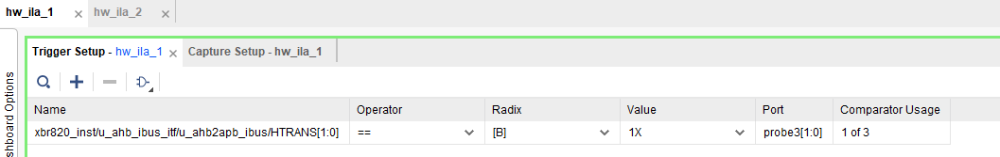 hw_ila_1 × hw_ila_2 ×
Trigger Setup - hw_ila_1 × Capture Setup - hw_ila_1
Name Operator Radix Value Port Comparator Usage
xbr820_inst/u_ahb_ibus_itf/u_ahb2apb_ibus/HTRANS[1:0] == [B] 1X probe3[1:0] 1 of 3
shboard Options